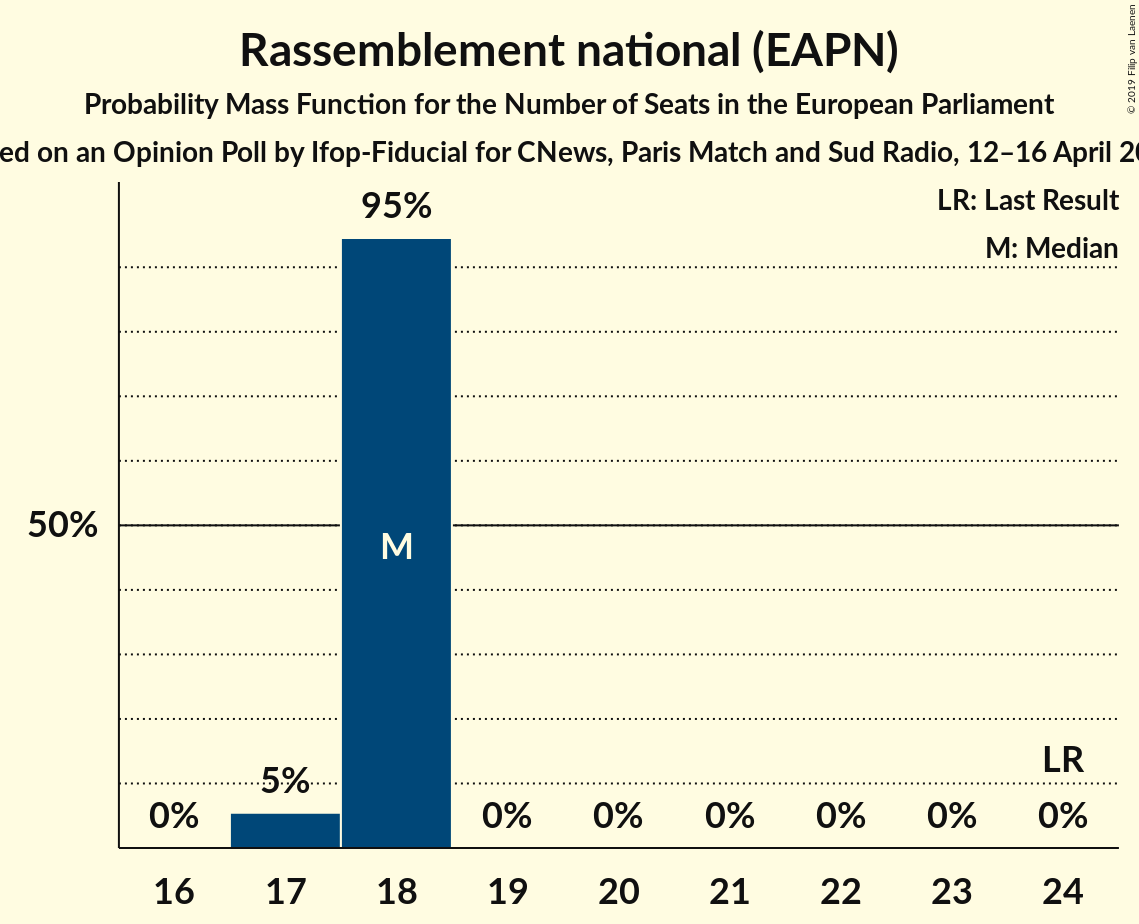 Rassemblement national (EAPN)
Probability Mass Function for the Number of Seats in the European Parliament
on an Opinion Poll by Ifop-Fiducial for CNews, Paris Match and Sud Radio, 12–16 April
© 2019 Filip van Laenen
LR: Last Result
M: Median
95%
50%
M
LR
5%
0% 0% 0% 0% 0% 0% 0%
16 17 18 19 20 21 22 23 24